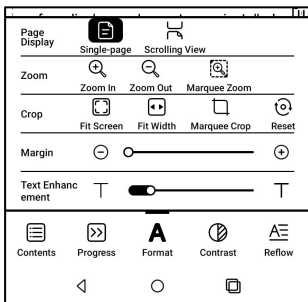 Page
Display
Single-page Scrolling View
Zoom
Zoom In Zoom Out Marquee Zoom
Crop
Fit Screen Fit Width Marquee Crop Reset
Margin
Text Enhanc
ement
Contents Progress Format Contrast Reflow